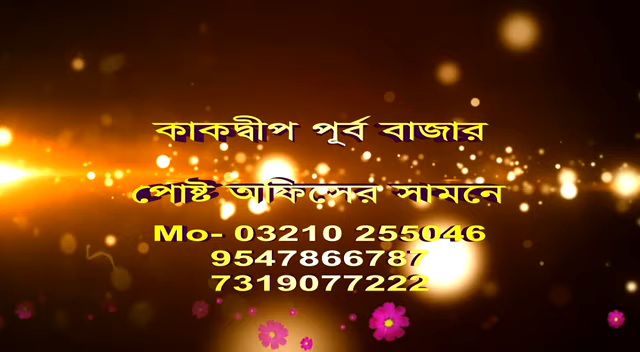 কাকদ্বীপ পূর্ব বাজার
পোষ্ট অফিসের সামনে
Mo- 03210 255046
9547866787
7319077222